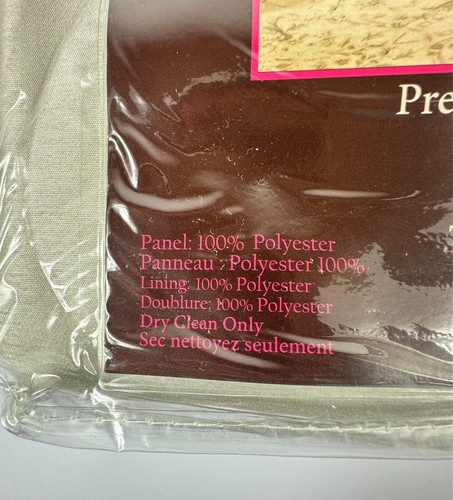 Pre
Panel: 100% Polyester
Panneau : Polyester 100%
Lining: 100% Polyester
Doublure: 100% Polyester
Dry Clean Only
Sec nettoyez seulement